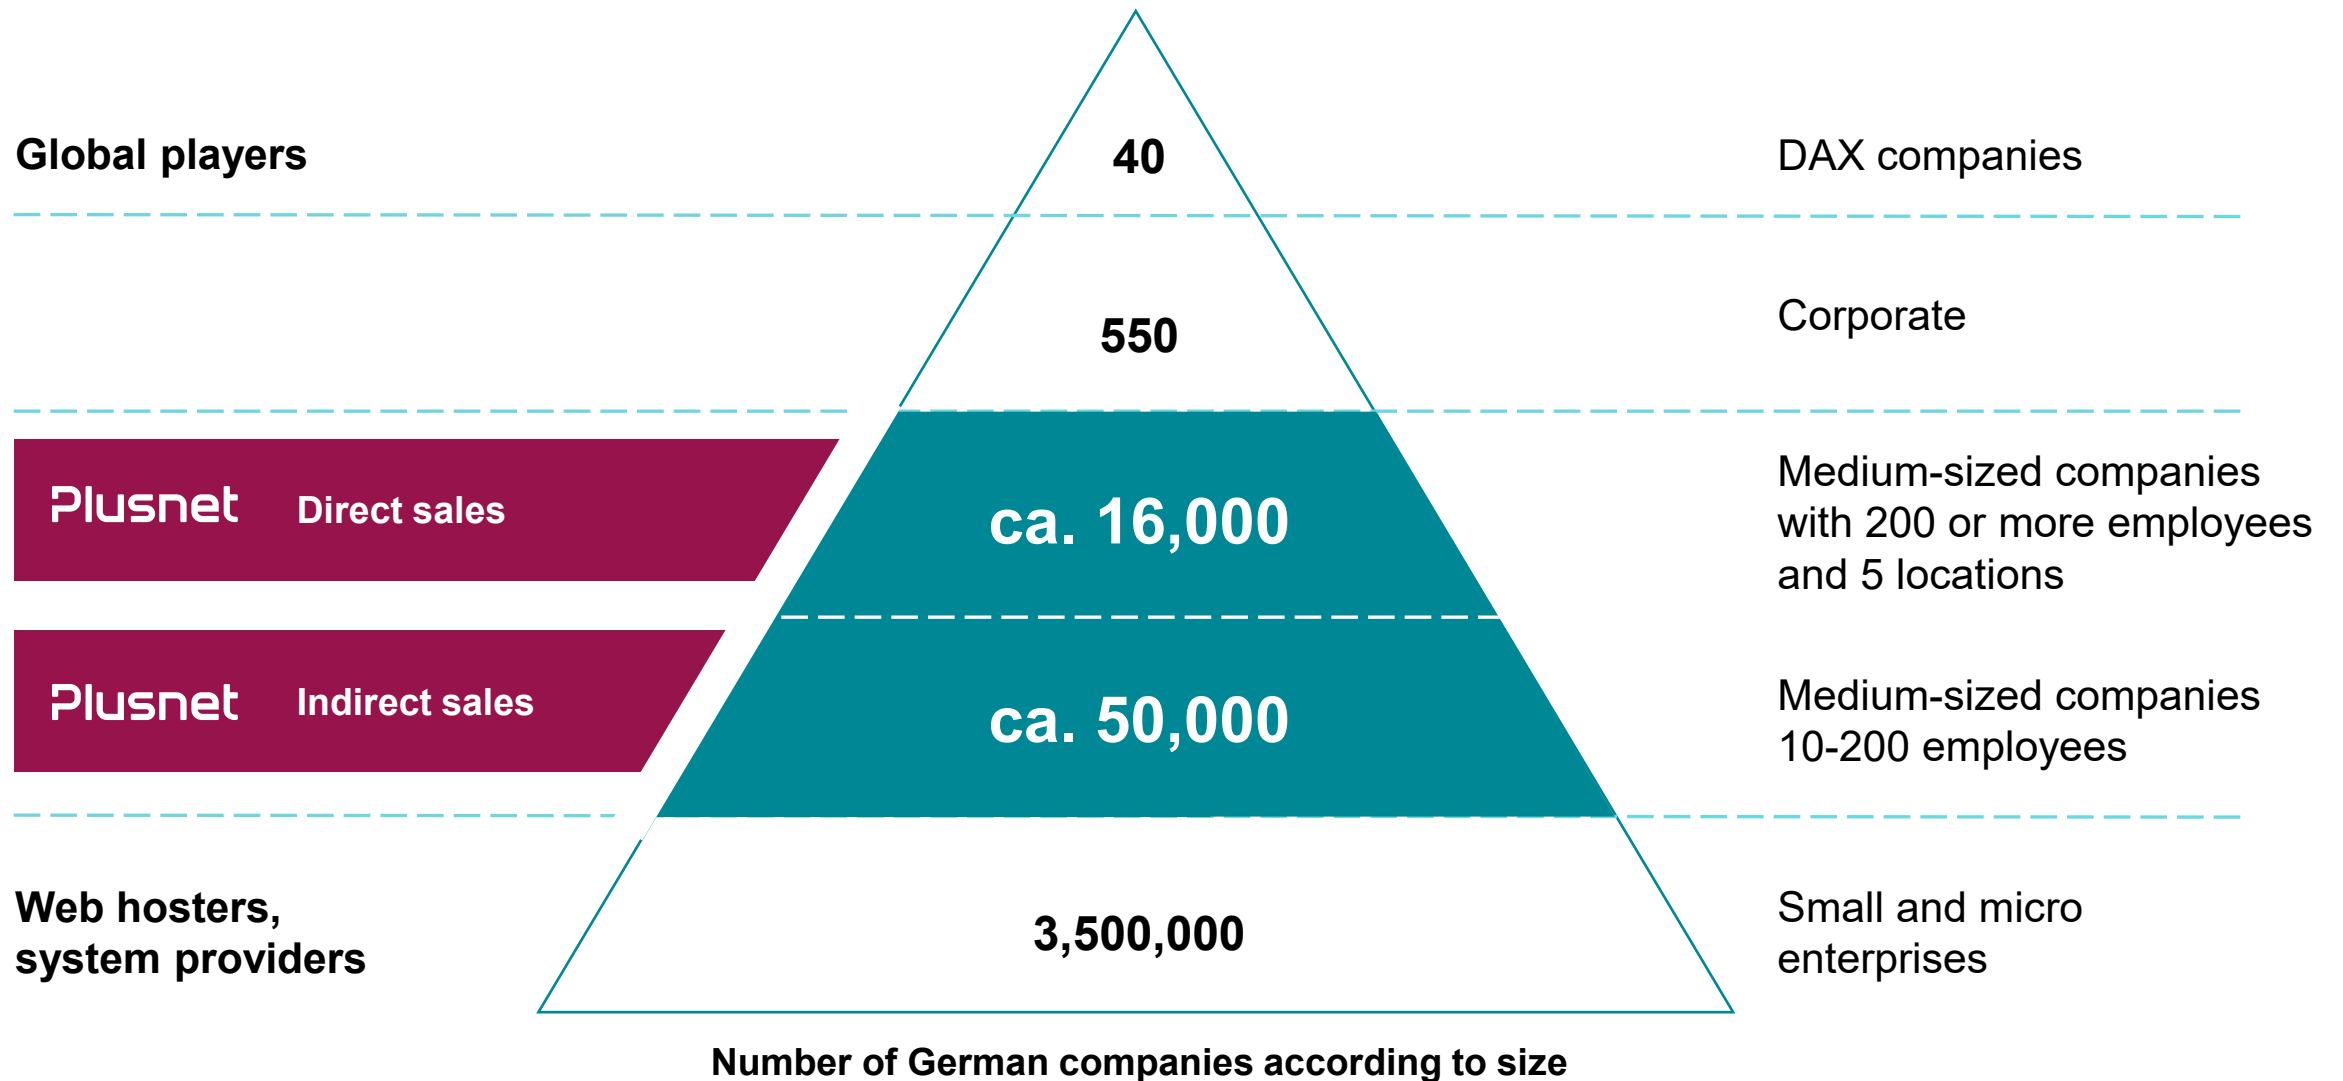 Global players
40
DAX companies
550
Corporate
Plusnet
Direct sales
ca. 16,000
Medium-sized companies
with 200 or more employees
and 5 locations
Plusnet
Indirect sales
ca. 50,000
Medium-sized companies
10-200 employees
Web hosters,
system providers
3,500,000
Small and micro
enterprises
Number of German companies according to size